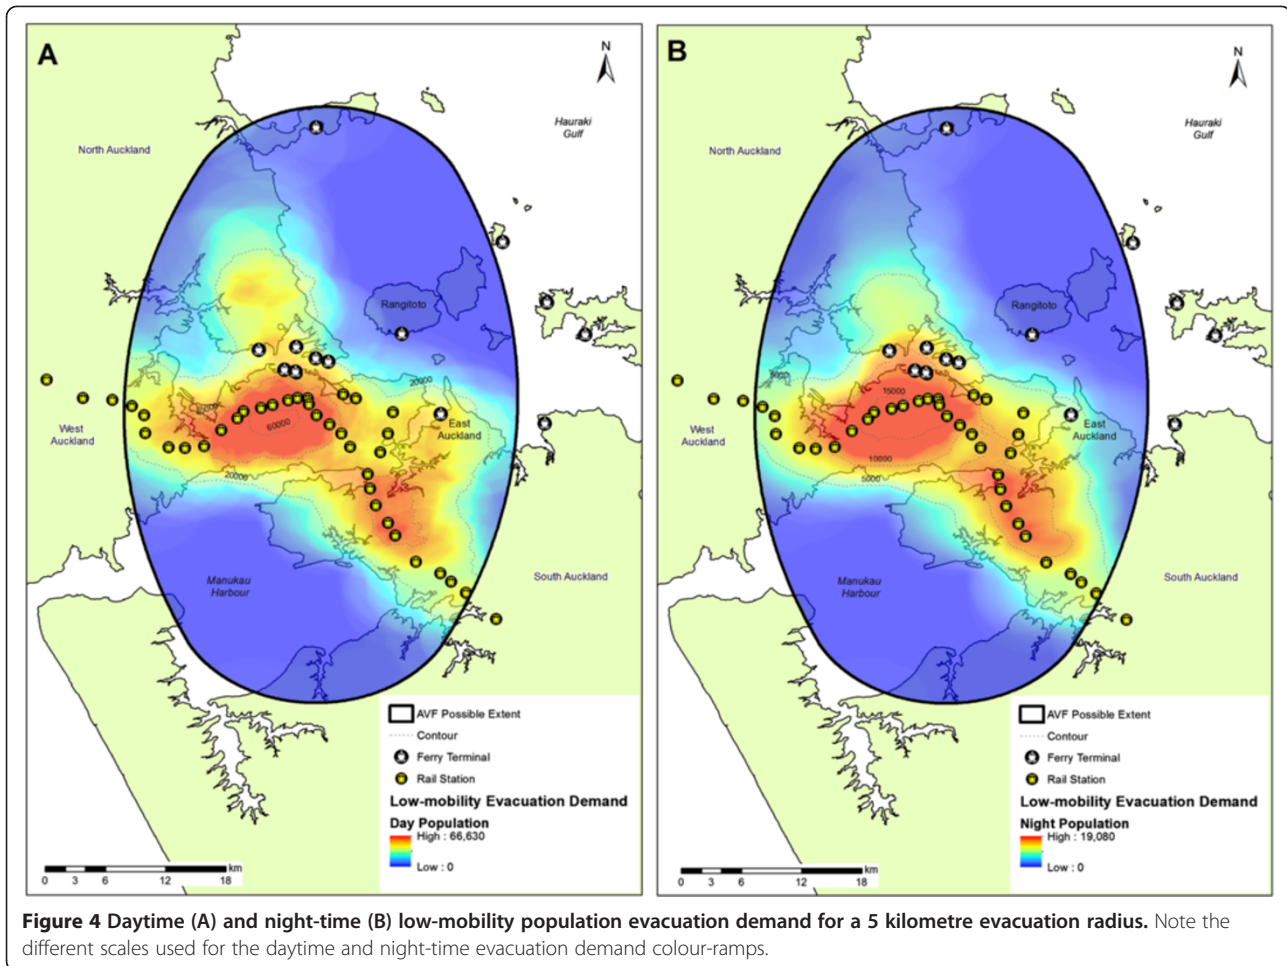 A
N
Hauraki
Gulf
North Auckland
Rangitoto
20000
West
Auckland
60000
East
Auckland
20000
Manukau
Harbour
South Auckland
AVF Possible Extent
Contour
Ferry Terminal
Rail Station
Low-mobility Evacuation Demand
Day Population
High : 66,630
Low : 0
km
0 3 6 12 18
B
N
Hauraki
Gulf
North Auckland
Rangitoto
5000
15000
West
Auckland
East
Auckland
10000
5000
Manukau
Harbour
South Auckland
AVF Possible Extent
Contour
Ferry Terminal
Rail Station
Low-mobility Evacuation Demand
Night Population
High : 19,080
Low : 0
km
0 3 6 12 18
Figure 4 Daytime (A) and night-time (B) low-mobility population evacuation demand for a 5 kilometre evacuation radius. Note the
different scales used for the daytime and night-time evacuation demand colour-ramps.